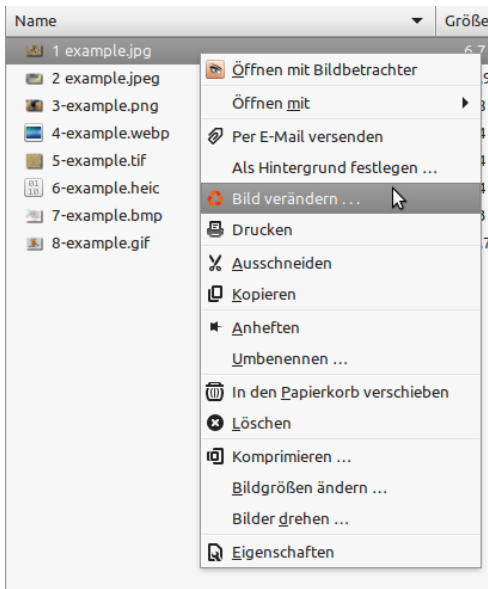 Name Größe
1 example.jpg 6,7
2 example.jpeg
3-example.png
4-example.webp
5-example.tif
6-example.heic
7-example.bmp
8-example.gif
Öffnen mit Bildbetrachter
Öffnen mit
Per E-Mail versenden
Als Hintergrund festlegen ...
Bild verändern ...
Drucken
Ausschneiden
Kopieren
Anheften
Umbenennen ...
In den Papierkorb verschieben
Löschen
Komprimieren ...
Bildgrößen ändern ...
Bilder drehen ...
Eigenschaften